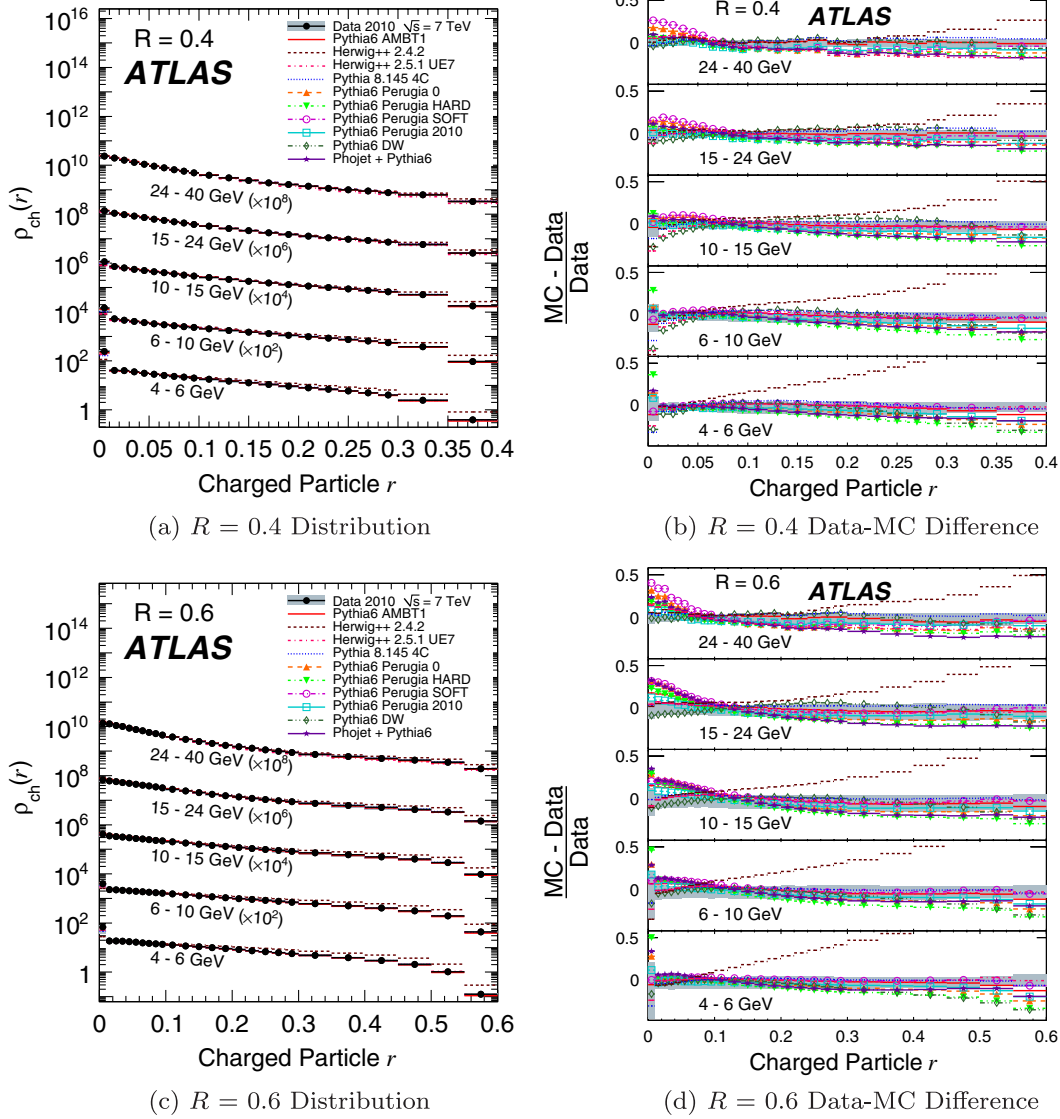 R = 0.4
ATLAS
Data 2010 √s = 7 TeV
Pythia6 AMBT1
Herwig++ 2.4.2
Herwig++ 2.5.1 UE7
Pythia 8.145 4C
Pythia6 Perugia 0
Pythia6 Perugia HARD
Pythia6 Perugia SOFT
Pythia6 Perugia 2010
Pythia6 DW
Phojet + Pythia6
10^16
10^14
10^12
10^10
10^8
10^6
10^4
10^2
1
ρ_ch(r)
24 - 40 GeV (×10^8)
15 - 24 GeV (×10^6)
10 - 15 GeV (×10^4)
6 - 10 GeV (×10^2)
4 - 6 GeV
0 0.05 0.1 0.15 0.2 0.25 0.3 0.35 0.4
Charged Particle r
(a) R = 0.4 Distribution
R = 0.4
ATLAS
MC - Data
Data
0
24 - 40 GeV
0.5
0
15 - 24 GeV
0.5
0
10 - 15 GeV
0.5
0
6 - 10 GeV
0.5
0
4 - 6 GeV
0 0.05 0.1 0.15 0.2 0.25 0.3 0.35 0.4
Charged Particle r
(b) R = 0.4 Data-MC Difference
R = 0.6
ATLAS
Data 2010 √s = 7 TeV
Pythia6 AMBT1
Herwig++ 2.4.2
Herwig++ 2.5.1 UE7
Pythia 8.145 4C
Pythia6 Perugia 0
Pythia6 Perugia HARD
Pythia6 Perugia SOFT
Pythia6 Perugia 2010
Pythia6 DW
Phojet + Pythia6
10^14
10^12
10^10
10^8
10^6
10^4
10^2
1
ρ_ch(r)
24 - 40 GeV (×10^8)
15 - 24 GeV (×10^6)
10 - 15 GeV (×10^4)
6 - 10 GeV (×10^2)
4 - 6 GeV
0 0.1 0.2 0.3 0.4 0.5 0.6
Charged Particle r
(c) R = 0.6 Distribution
R = 0.6
ATLAS
MC - Data
Data
0.5
0
24 - 40 GeV
0.5
0
15 - 24 GeV
0.5
0
10 - 15 GeV
0.5
0
6 - 10 GeV
0.5
0
4 - 6 GeV
0 0.1 0.2 0.3 0.4 0.5 0.6
Charged Particle r
(d) R = 0.6 Data-MC Difference